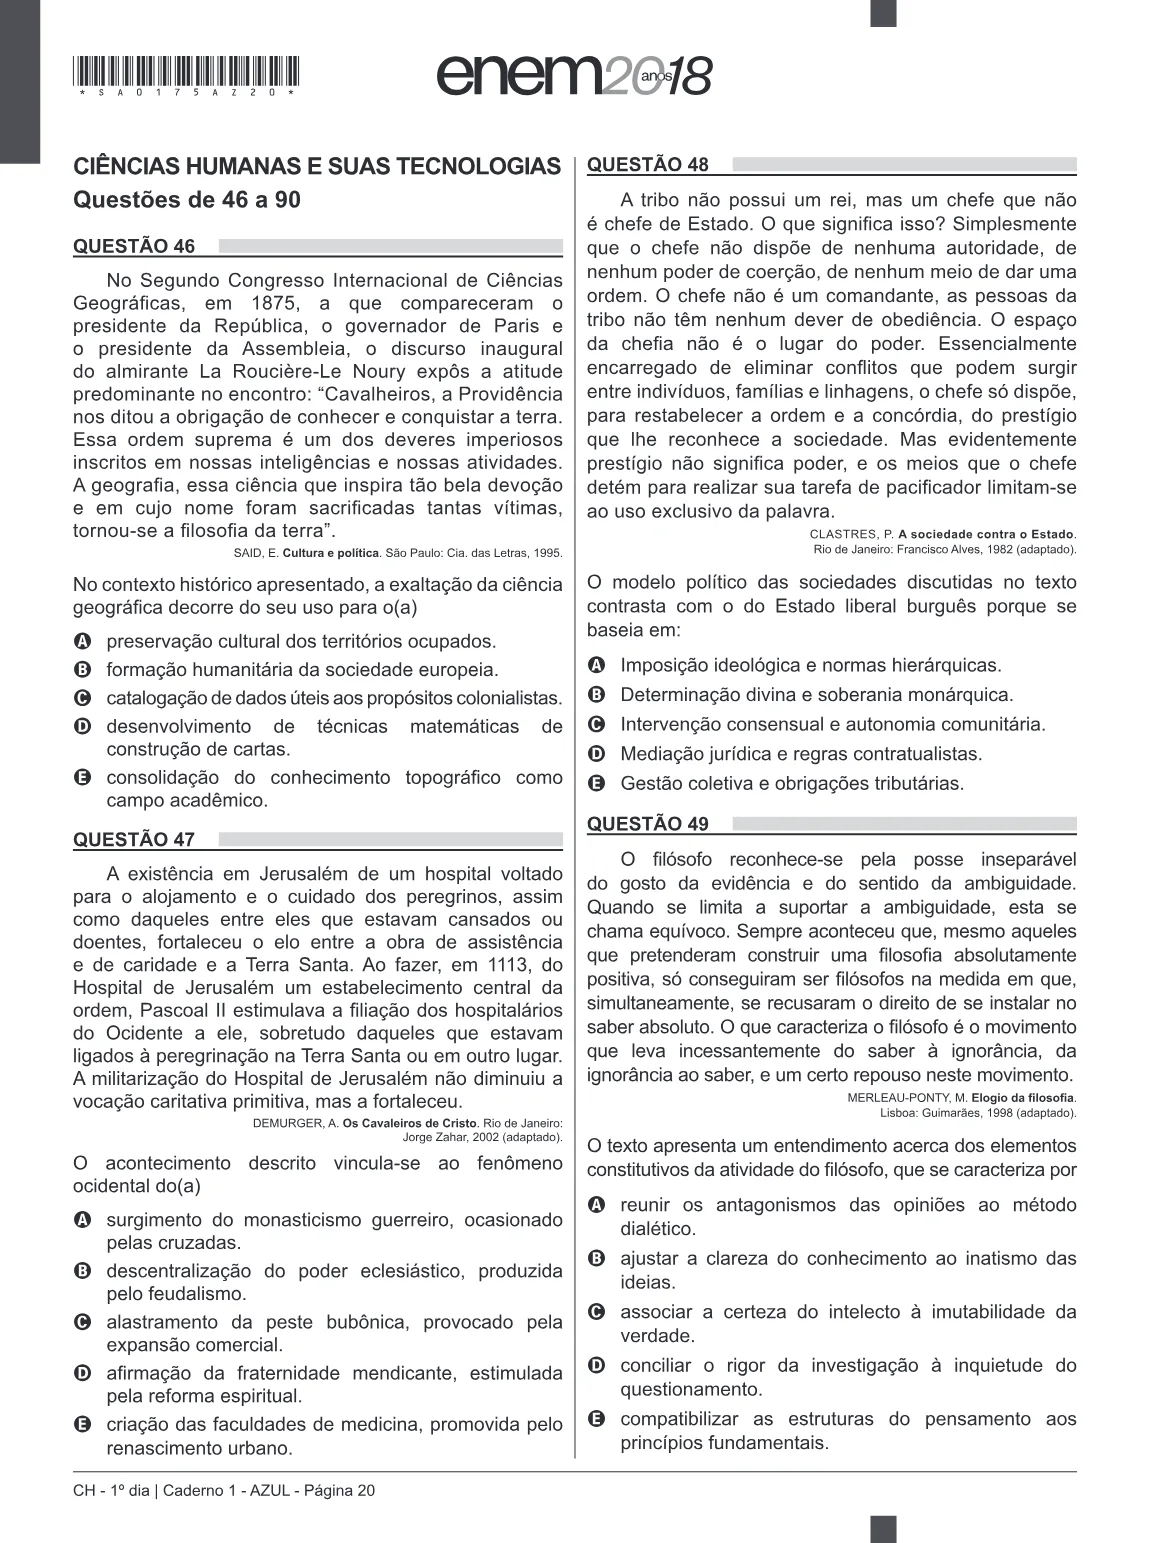 *SA0175AZ20*
enem20anos18
CIÊNCIAS HUMANAS E SUAS TECNOLOGIAS
Questões de 46 a 90
QUESTÃO 46
No Segundo Congresso Internacional de Ciências
Geográficas, em 1875, a que compareceram o
presidente da República, o governador de Paris e
o presidente da Assembleia, o discurso inaugural
do almirante La Roucière-Le Noury expôs a atitude
predominante no encontro: “Cavalheiros, a Providência
nos ditou a obrigação de conhecer e conquistar a terra.
Essa ordem suprema é um dos deveres imperiosos
inscritos em nossas inteligências e nossas atividades.
A geografia, essa ciência que inspira tão bela devoção
e em cujo nome foram sacrificadas tantas vítimas,
tornou-se a filosofia da terra”.
SAID, E. Cultura e política. São Paulo: Cia. das Letras, 1995.
No contexto histórico apresentado, a exaltação da ciência
geográfica decorre do seu uso para o(a)
A preservação cultural dos territórios ocupados.
B formação humanitária da sociedade europeia.
C catalogação de dados úteis aos propósitos colonialistas.
D desenvolvimento de técnicas matemáticas de
construção de cartas.
E consolidação do conhecimento topográfico como
campo acadêmico.
QUESTÃO 47
A existência em Jerusalém de um hospital voltado
para o alojamento e o cuidado dos peregrinos, assim
como daqueles entre eles que estavam cansados ou
doentes, fortaleceu o elo entre a obra de assistência
e de caridade e a Terra Santa. Ao fazer, em 1113, do
Hospital de Jerusalém um estabelecimento central da
ordem, Pascoal II estimulava a filiação dos hospitalários
do Ocidente a ele, sobretudo daqueles que estavam
ligados à peregrinação na Terra Santa ou em outro lugar.
A militarização do Hospital de Jerusalém não diminuiu a
vocação caritativa primitiva, mas a fortaleceu.
DEMURGER, A. Os Cavaleiros de Cristo. Rio de Janeiro:
Jorge Zahar, 2002 (adaptado).
O acontecimento descrito vincula-se ao fenômeno
ocidental do(a)
A surgimento do monasticismo guerreiro, ocasionado
pelas cruzadas.
B descentralização do poder eclesiástico, produzida
pelo feudalismo.
C alastramento da peste bubônica, provocado pela
expansão comercial.
D afirmação da fraternidade mendicante, estimulada
pela reforma espiritual.
E criação das faculdades de medicina, promovida pelo
renascimento urbano.
QUESTÃO 48
A tribo não possui um rei, mas um chefe que não
é chefe de Estado. O que significa isso? Simplesmente
que o chefe não dispõe de nenhuma autoridade, de
nenhum poder de coerção, de nenhum meio de dar uma
ordem. O chefe não é um comandante, as pessoas da
tribo não têm nenhum dever de obediência. O espaço
da chefia não é o lugar do poder. Essencialmente
encarregado de eliminar conflitos que podem surgir
entre indivíduos, famílias e linhagens, o chefe só dispõe,
para restabelecer a ordem e a concórdia, do prestígio
que lhe reconhece a sociedade. Mas evidentemente
prestígio não significa poder, e os meios que o chefe
detém para realizar sua tarefa de pacificador limitam-se
ao uso exclusivo da palavra.
CLASTRES, P. A sociedade contra o Estado.
Rio de Janeiro: Francisco Alves, 1982 (adaptado).
O modelo político das sociedades discutidas no texto
contrasta com o do Estado liberal burguês porque se
baseia em:
A Imposição ideológica e normas hierárquicas.
B Determinação divina e soberania monárquica.
C Intervenção consensual e autonomia comunitária.
D Mediação jurídica e regras contratualistas.
E Gestão coletiva e obrigações tributárias.
QUESTÃO 49
O filósofo reconhece-se pela posse inseparável
do gosto da evidência e do sentido da ambiguidade.
Quando se limita a suportar a ambiguidade, esta se
chama equívoco. Sempre aconteceu que, mesmo aqueles
que pretenderam construir uma filosofia absolutamente
positiva, só conseguiram ser filósofos na medida em que,
simultaneamente, se recusaram o direito de se instalar no
saber absoluto. O que caracteriza o filósofo é o movimento
que leva incessantemente do saber à ignorância, da
ignorância ao saber, e um certo repouso neste movimento.
MERLEAU-PONTY, M. Elogio da filosofia.
Lisboa: Guimarães, 1998 (adaptado).
O texto apresenta um entendimento acerca dos elementos
constitutivos da atividade do filósofo, que se caracteriza por
A reunir os antagonismos das opiniões ao método
dialético.
B ajustar a clareza do conhecimento ao inatismo das
ideias.
C associar a certeza do intelecto à imutabilidade da
verdade.
D conciliar o rigor da investigação à inquietude do
questionamento.
E compatibilizar as estruturas do pensamento aos
princípios fundamentais.
CH - 1º dia | Caderno 1 - AZUL - Página 20